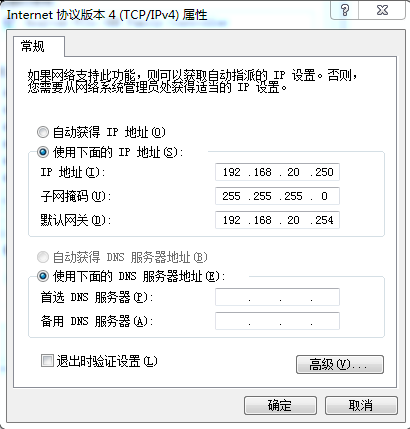 Internet 协议版本 4 (TCP/IPv4) 属性
常规
如果网络支持此功能，则可以获取自动指派的 IP 设置。否则，
您需要从网络系统管理员处获得适当的 IP 设置。
自动获得 IP 地址(O)
使用下面的 IP 地址(S):
IP 地址(I): 192 .168 . 20 .250
子网掩码(U): 255 .255 .255 . 0
默认网关(D): 192 .168 . 20 .254
自动获得 DNS 服务器地址(B)
使用下面的 DNS 服务器地址(E):
首选 DNS 服务器(P): . . .
备用 DNS 服务器(A): . . .
退出时验证设置(L)
高级(V)...
确定 取消